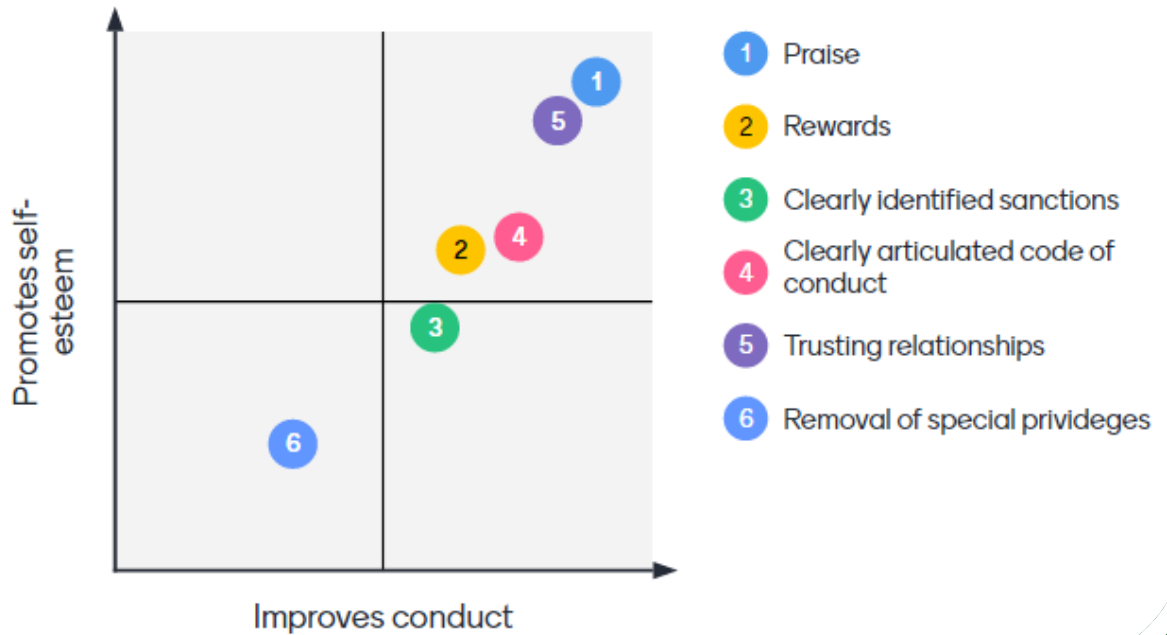 Promotes self-
esteem
1
5
2
4
3
6
Improves conduct
1 Praise
2 Rewards
3 Clearly identified sanctions
4 Clearly articulated code of
conduct
5 Trusting relationships
6 Removal of special privideges